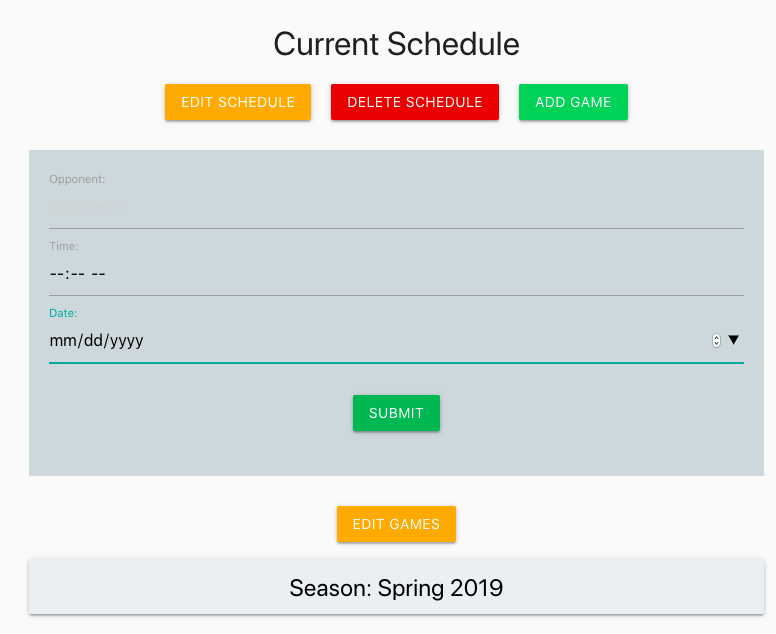 Current Schedule
EDIT SCHEDULE DELETE SCHEDULE ADD GAME
Opponent:
Opponent
Time:
--:-- --
Date:
mm/dd/yyyy
SUBMIT
EDIT GAMES
Season: Spring 2019